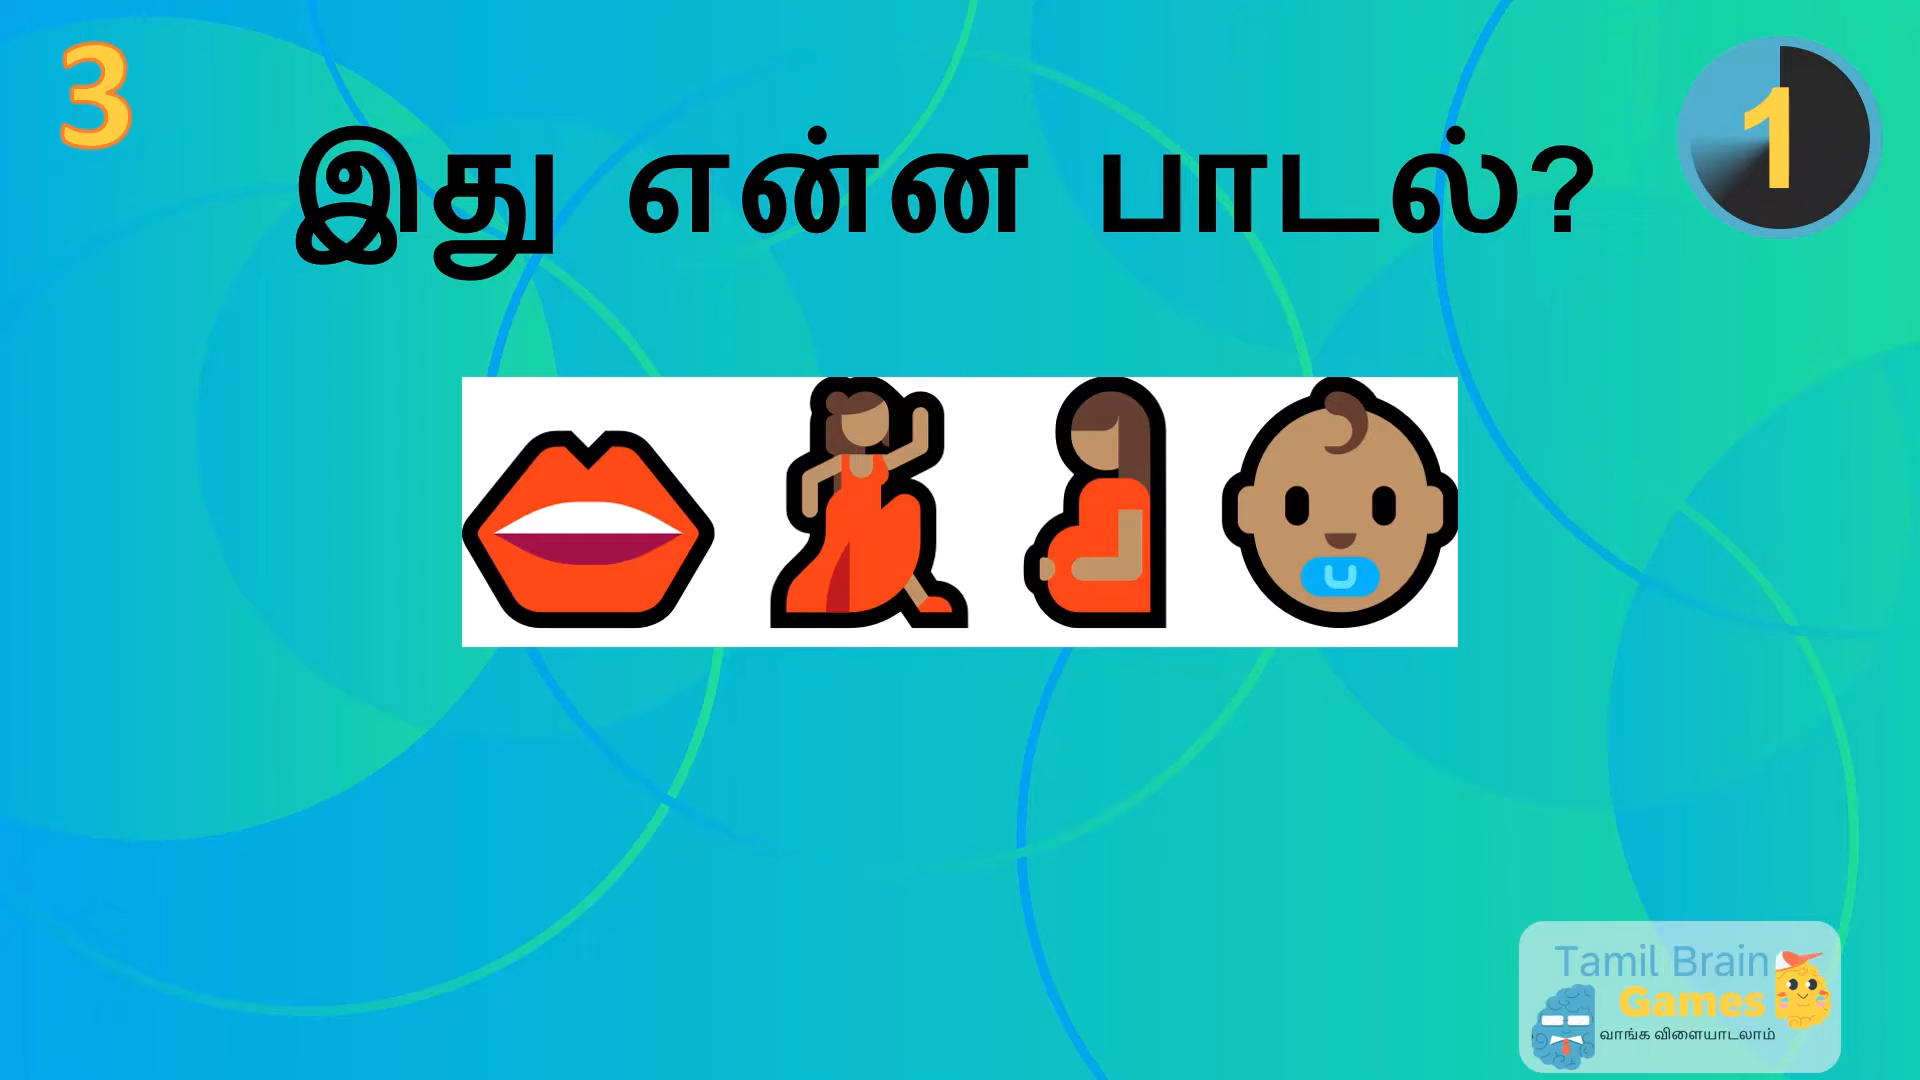 3
இது என்ன பாடல்?
1
Tamil Brain
Games
வாங்க விளையாடலாம்